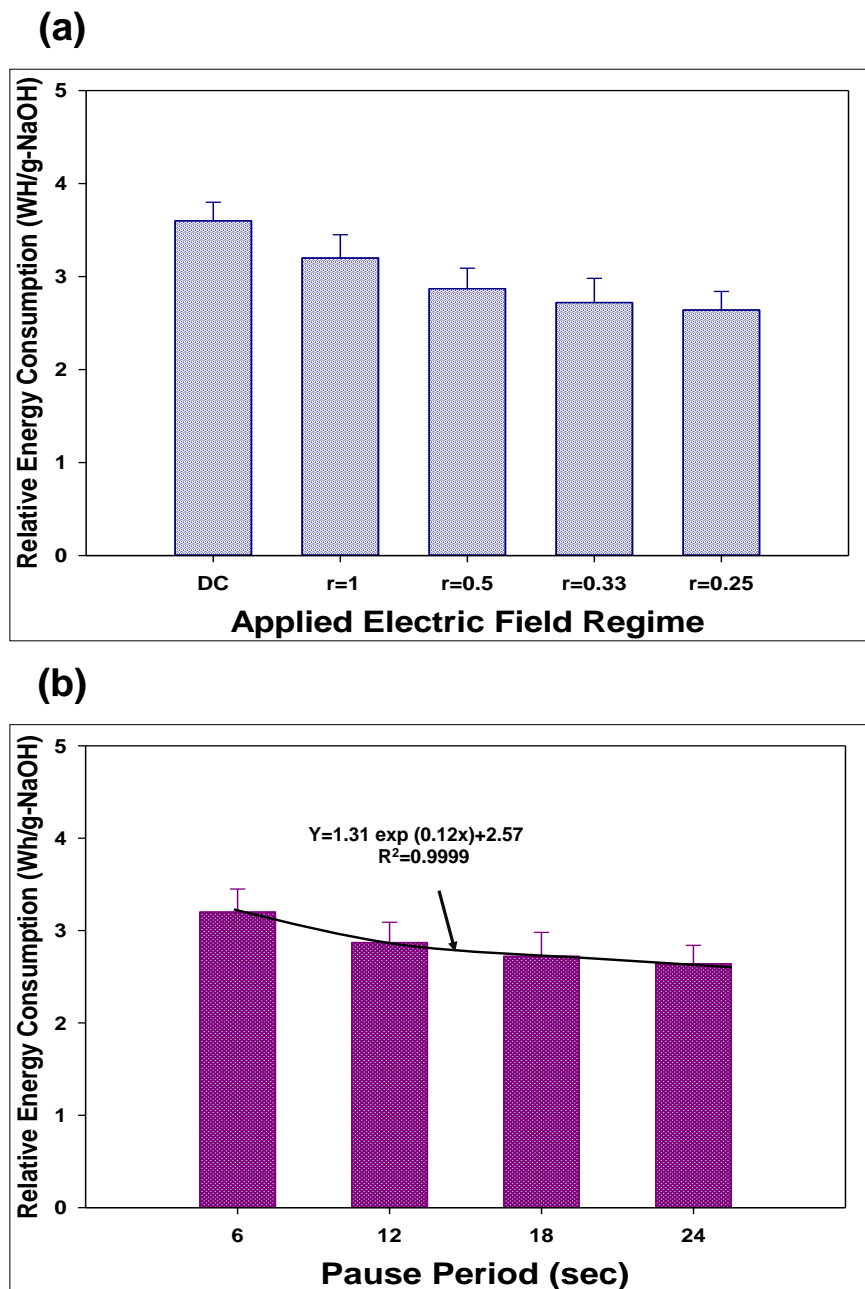 (a)
Relative Energy Consumption (WH/g-NaOH)
5
4
3
2
1
0
DC r=1 r=0.5 r=0.33 r=0.25
Applied Electric Field Regime
(b)
Relative Energy Consumption (Wh/g-NaOH)
5
4
3
2
1
0
Y=1.31 exp (0.12x)+2.57
R²=0.9999
6 12 18 24
Pause Period (sec)